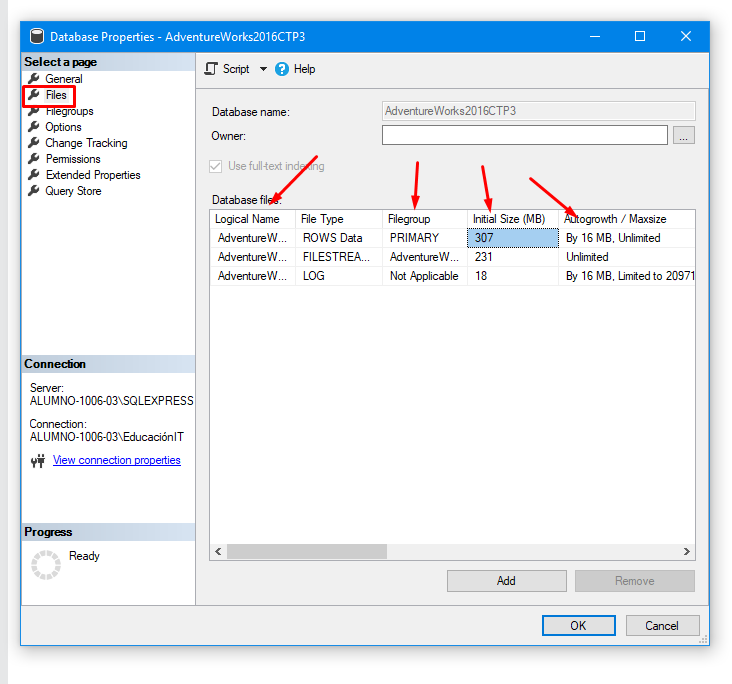 Database Properties - AdventureWorks2016CTP3
Select a page
General
Files
Filegroups
Options
Change Tracking
Permissions
Extended Properties
Query Store
Script
Help
Database name: AdventureWorks2016CTP3
Owner:
...
Use full-text indexing
Database files:
Logical Name File Type Filegroup Initial Size (MB) Autogrowth / Maxsize
AdventureW... ROWS Data PRIMARY 307 By 16 MB, Unlimited
AdventureW... FILESTREA... AdventureW... 231 Unlimited
AdventureW... LOG Not Applicable 18 By 16 MB, Limited to 20971
Connection
Server:
ALUMNO-1006-03\SQLEXPRESS
Connection:
ALUMNO-1006-03\EducaciónIT
View connection properties
Progress
Ready
Add Remove
OK Cancel